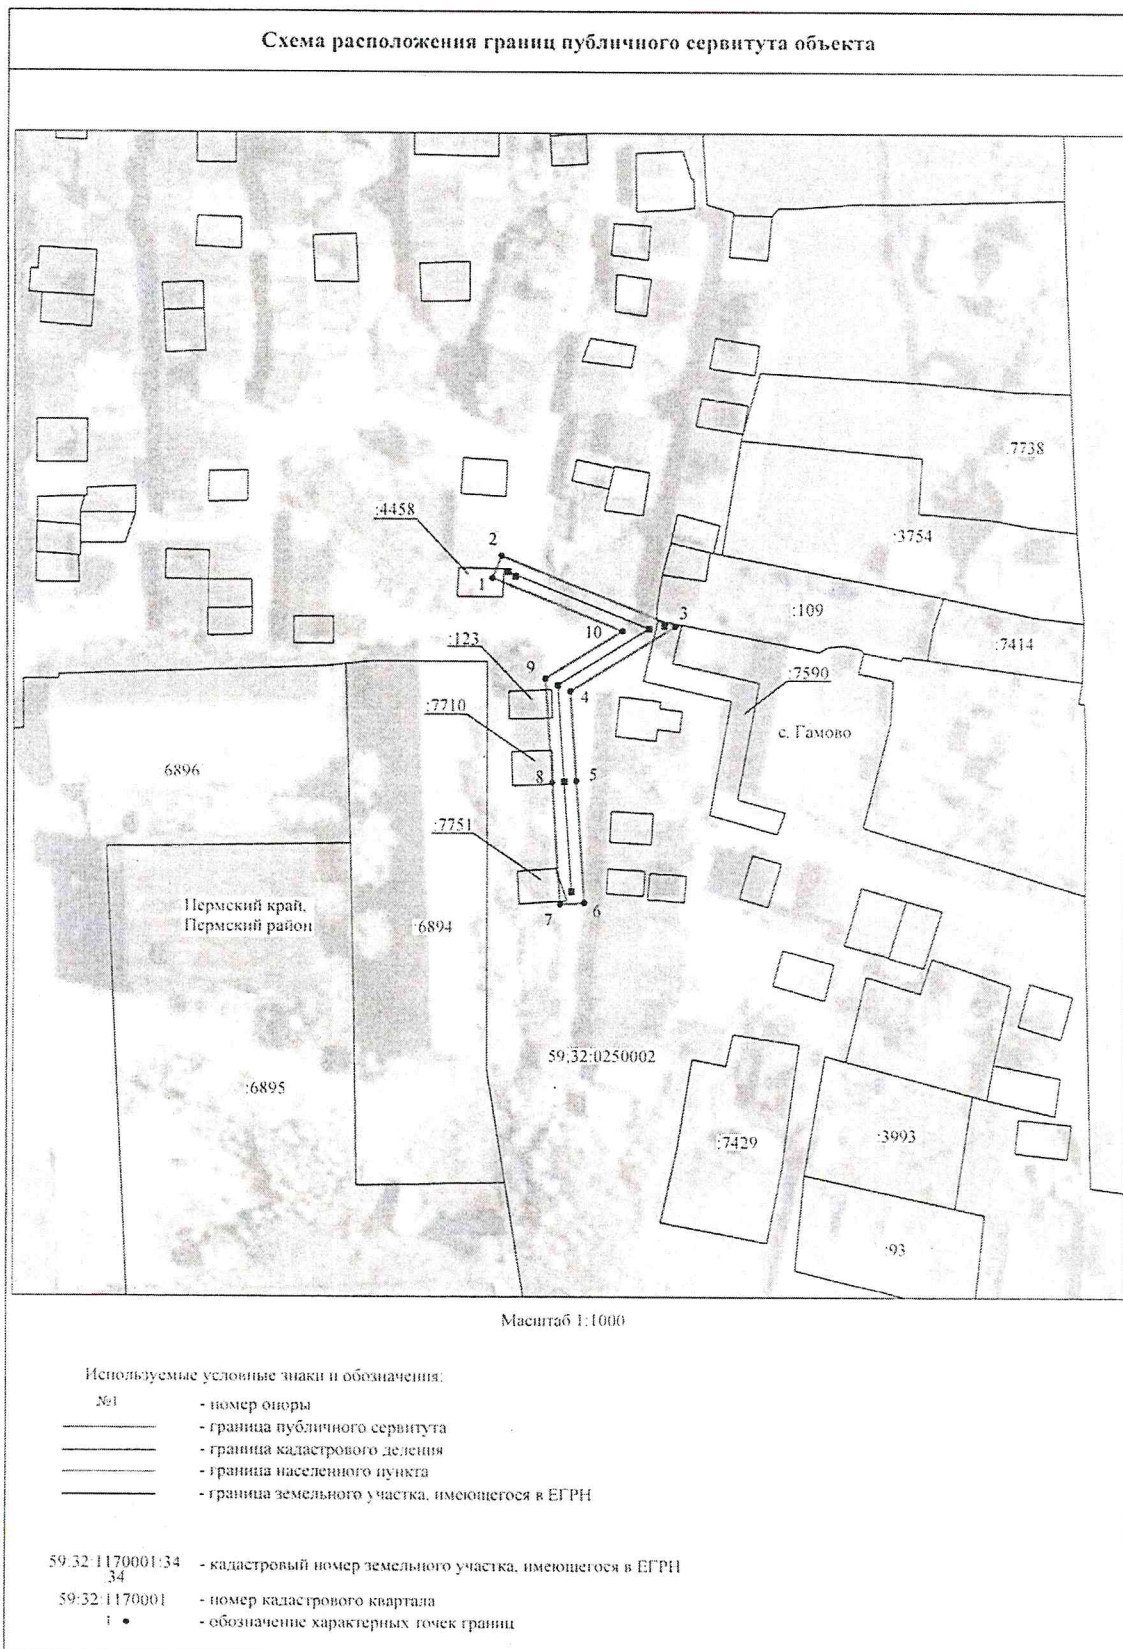 Схема расположения границ публичного сервитута объекта
:7738
:3754
:4458
2
1
3
:109
10
:123
:7414
9
:7590
4
:7710
с. Гамово
6896
8
5
:7751
7
6
Пермский край,
Пермский район
:6894
59:32:0250002
:6895
:7429
:3993
:93
Масштаб 1:1000
Используемые условные знаки и обозначения:
№1 - номер опоры
- граница публичного сервитута
- граница кадастрового деления
- граница населенного пункта
- граница земельного участка, имеющегося в ЕГРН
59:32:1170001:34 - кадастровый номер земельного участка, имеющегося в ЕГРН
:34
59:32:1170001 - номер кадастрового квартала
1 • - обозначение характерных точек границ